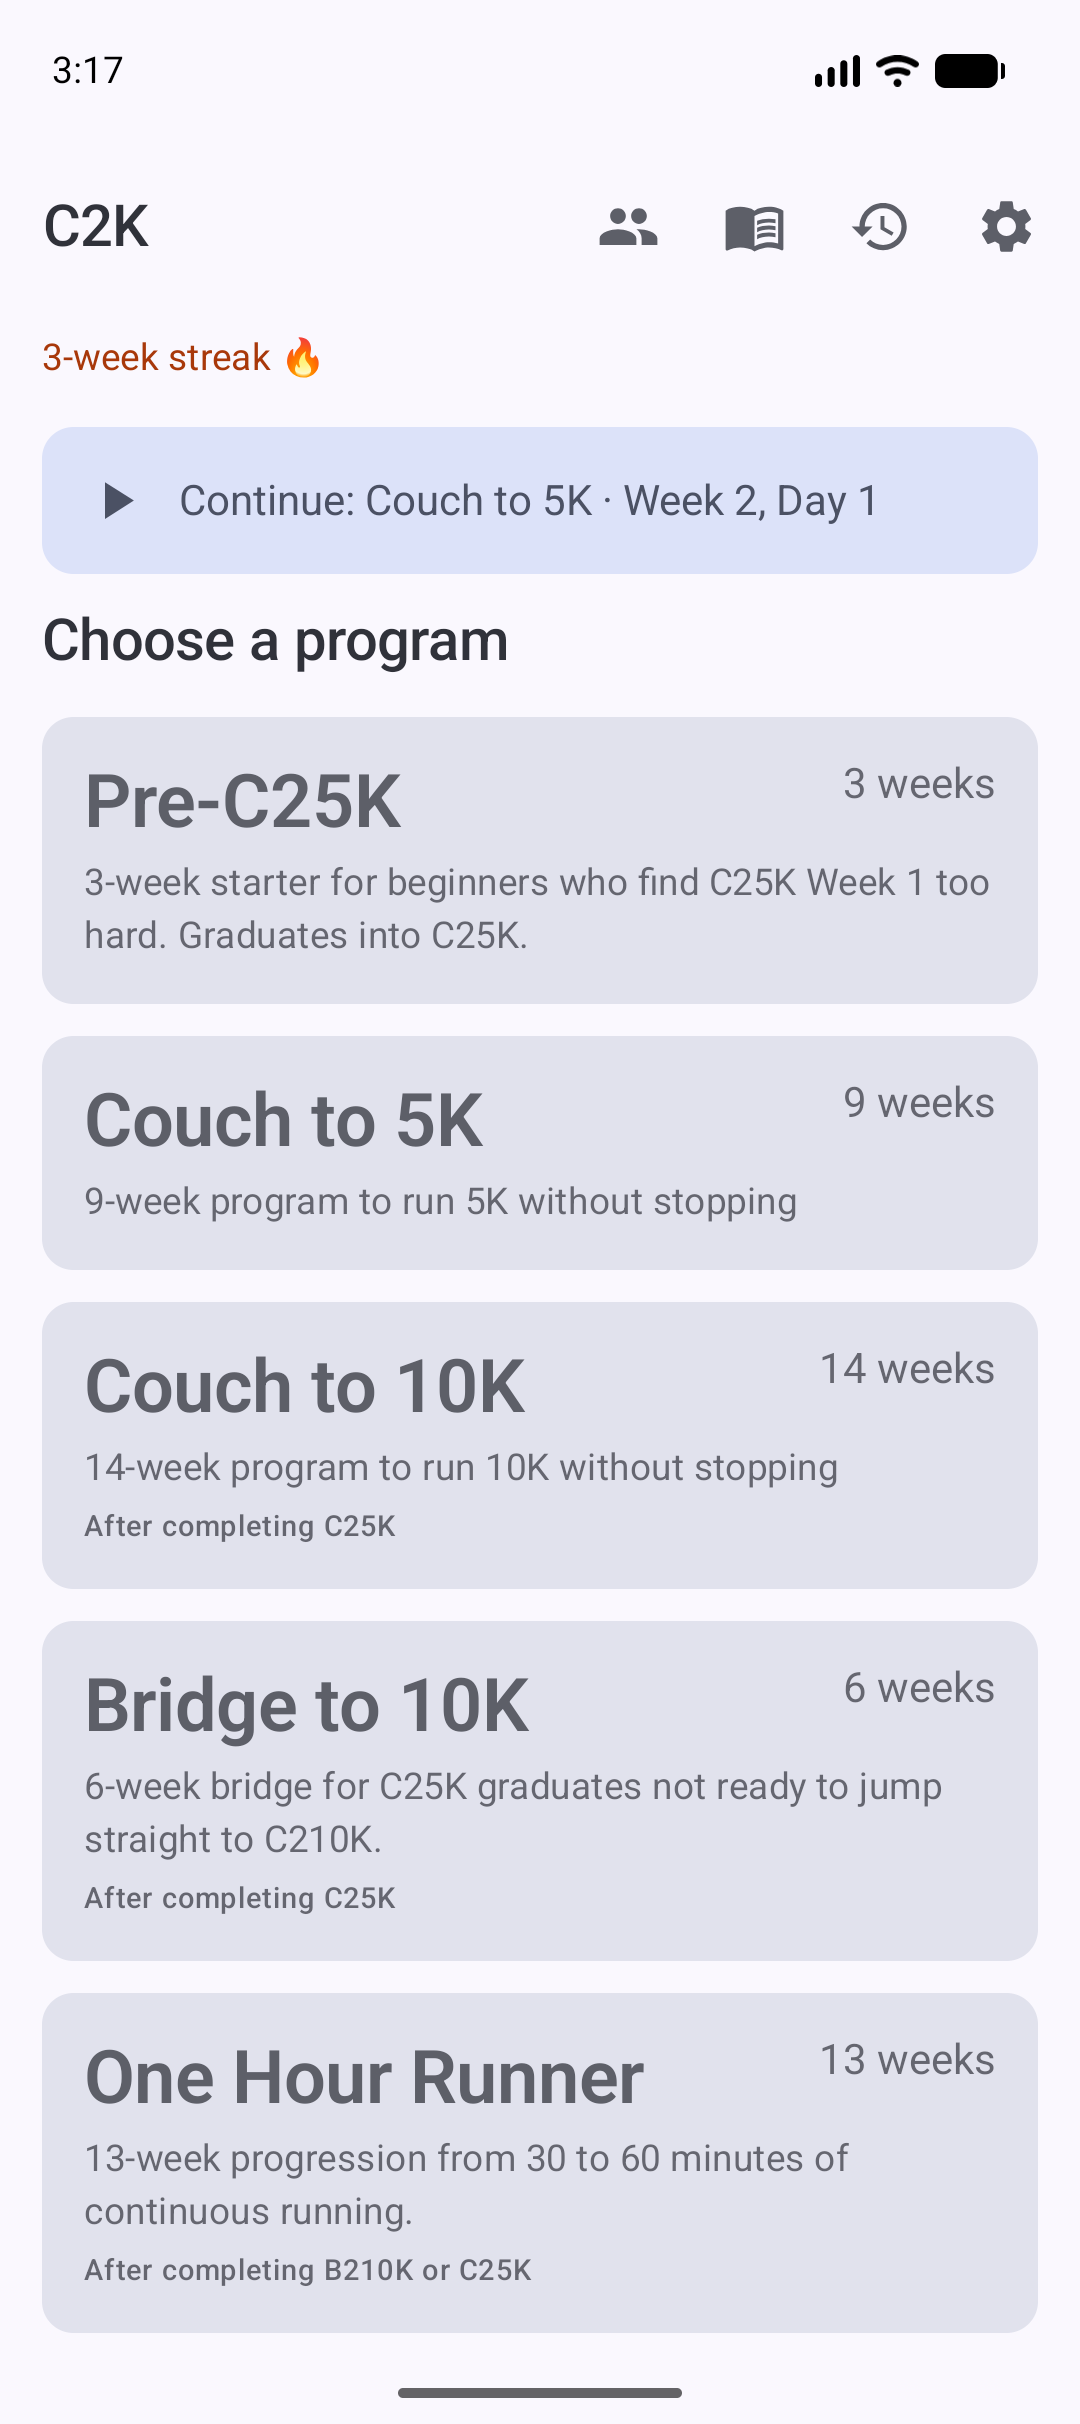 3:17
C2K
3-week streak 🔥
Continue: Couch to 5K · Week 2, Day 1
Choose a program
Pre-C25K
3 weeks
3-week starter for beginners who find C25K Week 1 too
hard. Graduates into C25K.
Couch to 5K
9 weeks
9-week program to run 5K without stopping
Couch to 10K
14 weeks
14-week program to run 10K without stopping
After completing C25K
Bridge to 10K
6 weeks
6-week bridge for C25K graduates not ready to jump
straight to C210K.
After completing C25K
One Hour Runner
13 weeks
13-week progression from 30 to 60 minutes of
continuous running.
After completing B210K or C25K